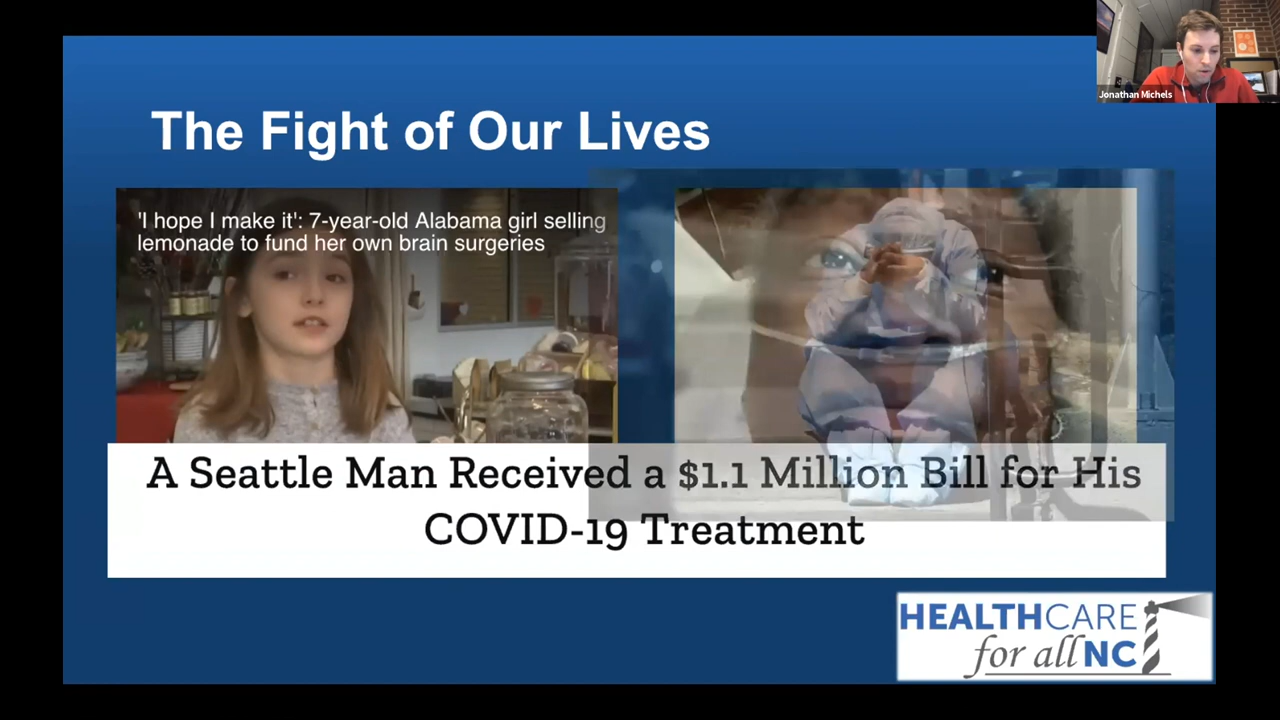 Jonathan Michels
The Fight of Our Lives
'I hope I make it': 7-year-old Alabama girl selling
lemonade to fund her own brain surgeries
A Seattle Man Received a $1.1 Million Bill for His
COVID-19 Treatment
HEALTHCARE
for all NC